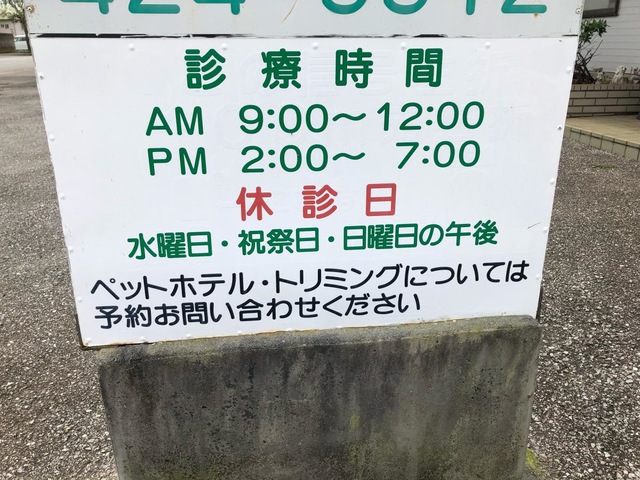 診療時間
AM 9:00～12:00
PM 2:00～ 7:00
休診日
水曜日・祝祭日・日曜日の午後
ペットホテル・トリミングについては
予約お問い合わせください